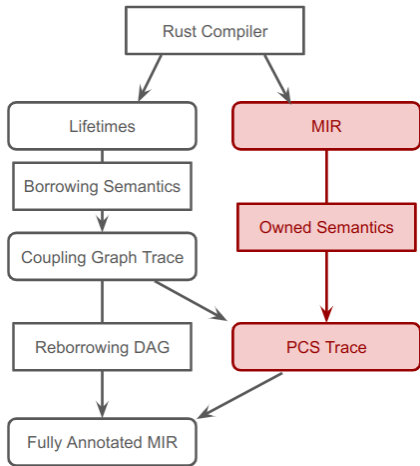 Rust Compiler
Lifetimes
MIR
Borrowing Semantics
Owned Semantics
Coupling Graph Trace
Reborrowing DAG
PCS Trace
Fully Annotated MIR